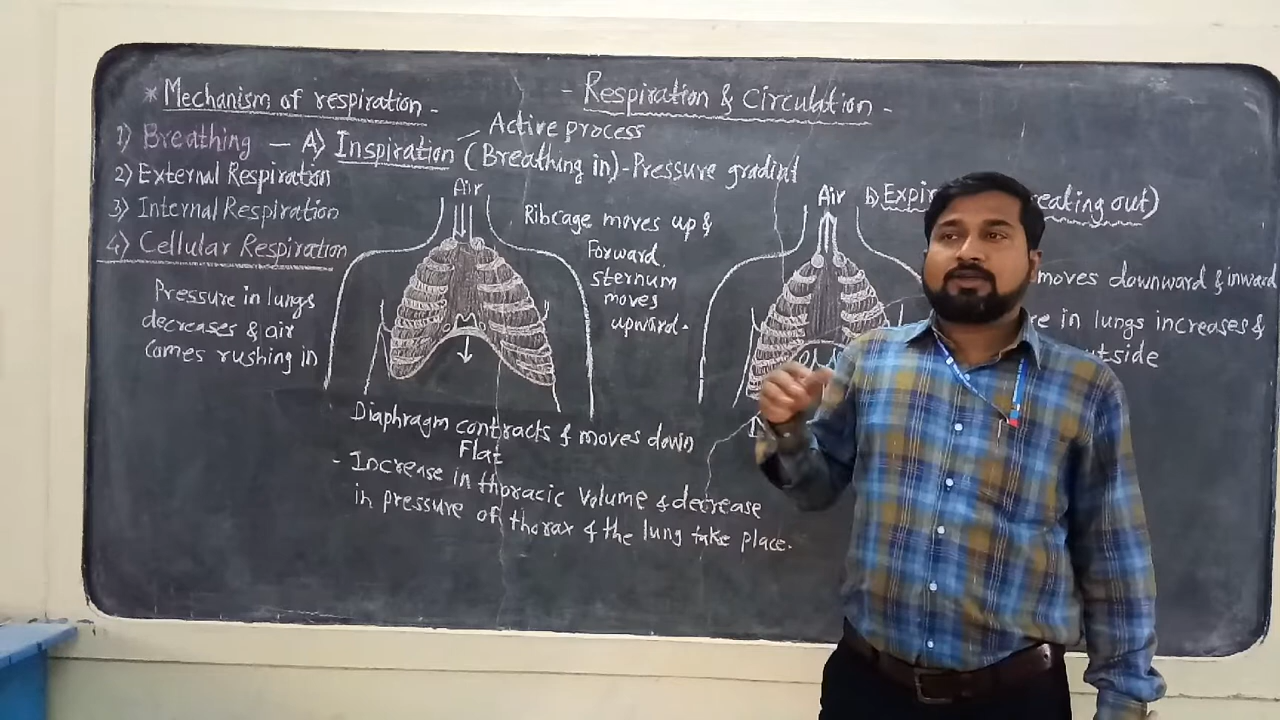 - Respiration & Circulation -
* Mechanism of respiration -
1) Breathing — A) Inspiration (Breathing in) - Pressure gradint
Active process
2) External Respiration
3) Internal Respiration
4) Cellular Respiration
Pressure in lungs
decreases & air
comes rushing in
Air
Ribcage moves up &
Forward,
sternum
moves
upward.
Diaphragm contracts & moves down
Flat
- Increase in thoracic volume & decrease
in pressure of thorax & the lung take place.
Air
b) Expir
eating out)
moves downward & inward
in lungs increases &